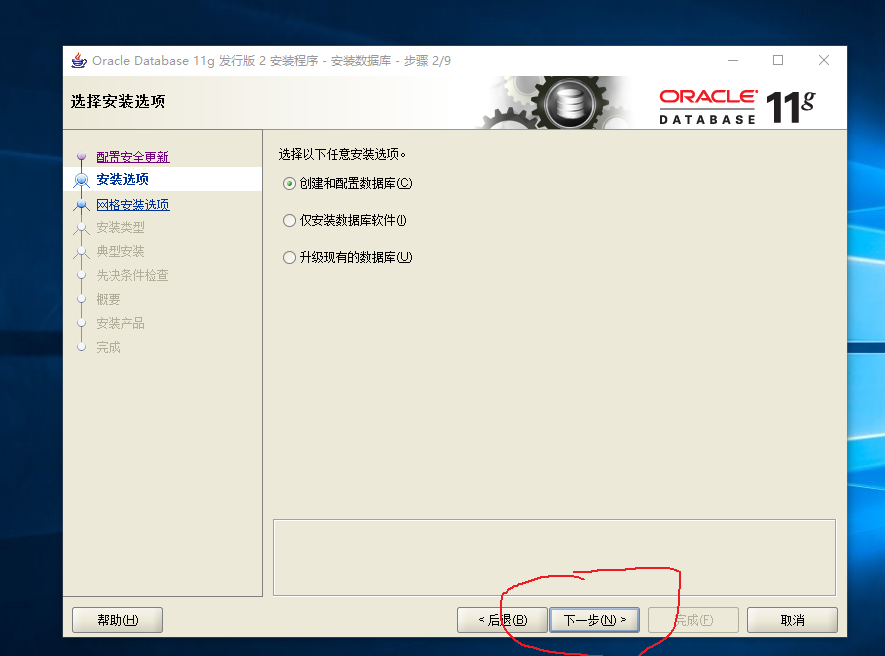 Oracle Database 11g 发行版 2 安装程序 - 安装数据库 - 步骤 2/9
选择安装选项
ORACLE
DATABASE
11g
配置安全更新
安装选项
网格安装选项
安装类型
典型安装
先决条件检查
概要
安装产品
完成
选择以下任意安装选项。
创建和配置数据库(C)
仅安装数据库软件(I)
升级现有的数据库(U)
帮助(H)
< 后退(B)
下一步(N) >
完成(F)
取消